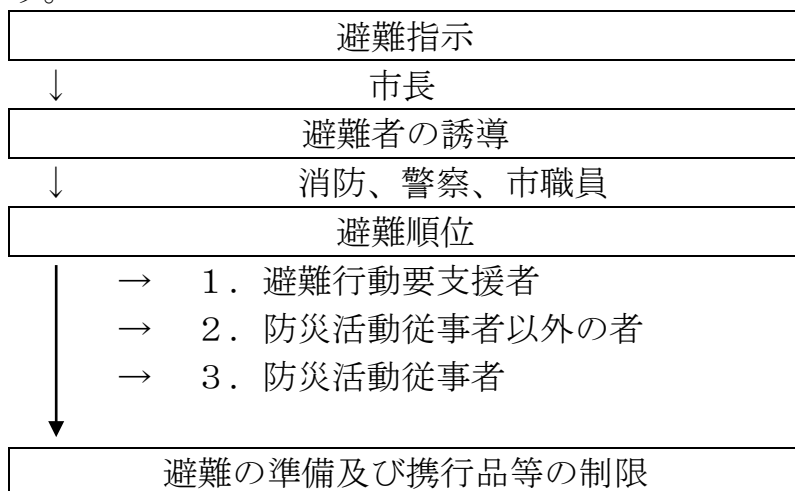 避難指示
↓ 市長
避難者の誘導
↓ 消防、警察、市職員
避難順位
→ １．避難行動要支援者
→ ２．防災活動従事者以外の者
→ ３．防災活動従事者
避難の準備及び携行品等の制限